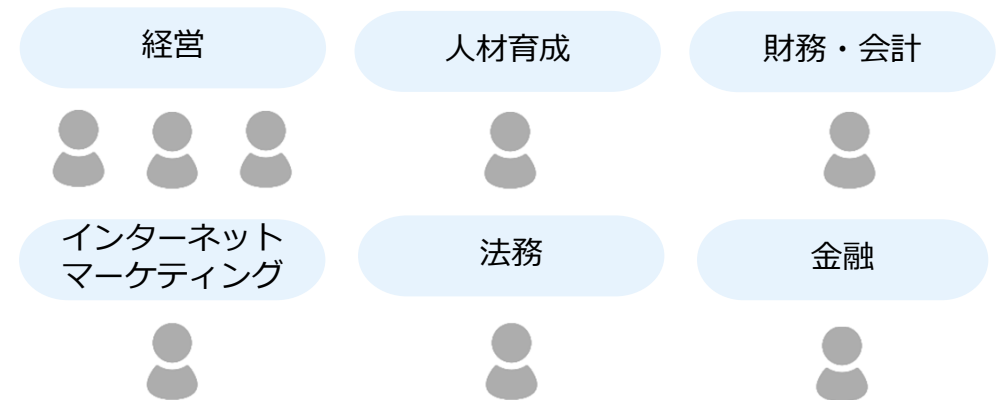 経営
人材育成
財務・会計
インターネット
マーケティング
法務
金融